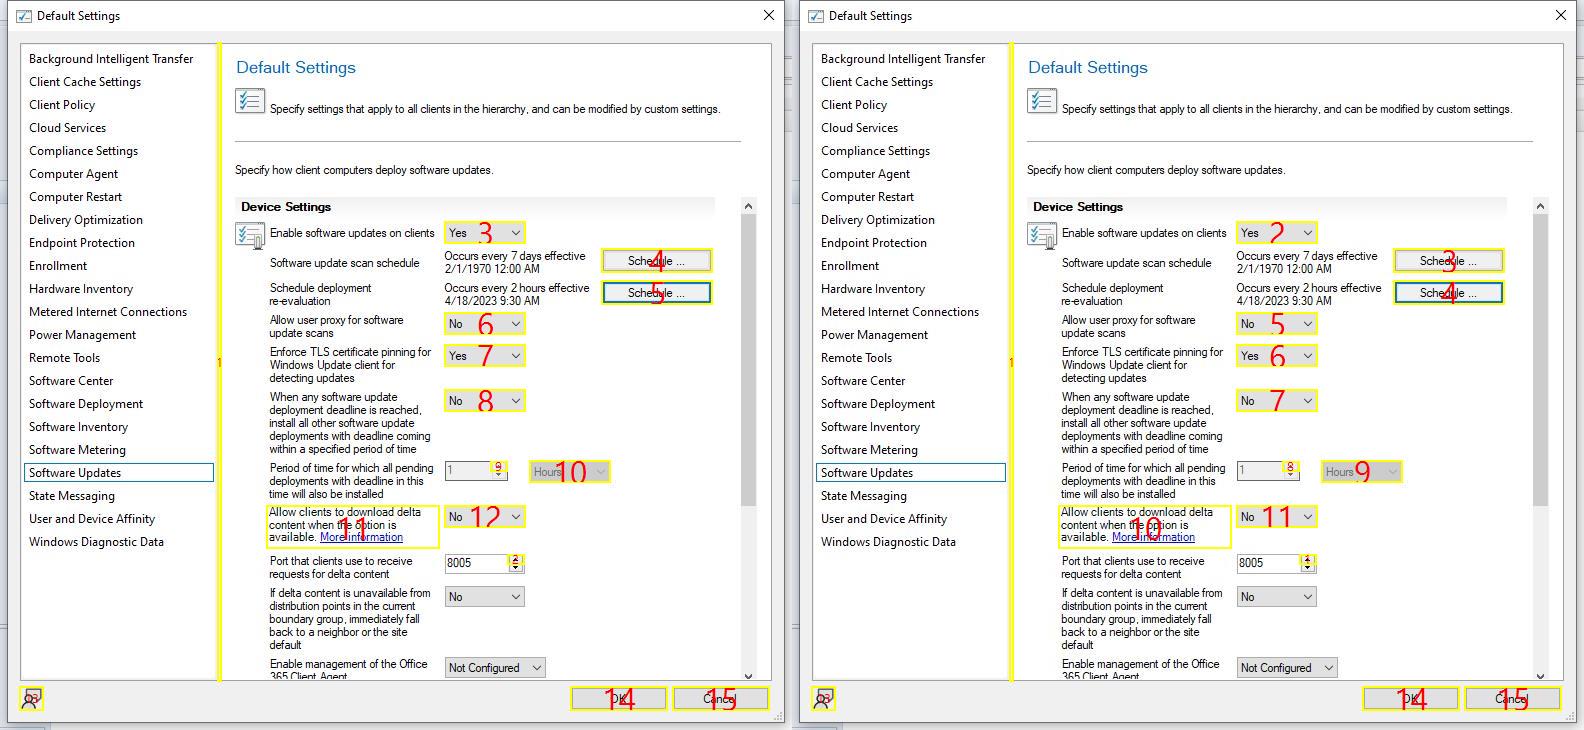 Default Settings
Background Intelligent Transfer
Client Cache Settings
Client Policy
Cloud Services
Compliance Settings
Computer Agent
Computer Restart
Delivery Optimization
Endpoint Protection
Enrollment
Hardware Inventory
Metered Internet Connections
Power Management
Remote Tools
Software Center
Software Deployment
Software Inventory
Software Metering
Software Updates
State Messaging
User and Device Affinity
Windows Diagnostic Data
1
Default Settings
Specify settings that apply to all clients in the hierarchy, and can be modified by custom settings.
Specify how client computers deploy software updates.
Device Settings
Enable software updates on clients Yes 3
Software update scan schedule
Occurs every 7 days effective
2/1/1970 12:00 AM
Schedule ... 4
Schedule deployment
re-evaluation
Occurs every 2 hours effective
4/18/2023 9:30 AM
Schedule ... 5
Allow user proxy for software
update scans
No 6
Enforce TLS certificate pinning for
Windows Update client for
detecting updates
Yes 7
When any software update
deployment deadline is reached,
install all other software update
deployments with deadline coming
within a specified period of time
No 8
Period of time for which all pending
deployments with deadline in this
time will also be installed
1 9 Hours 10
Allow clients to download delta
content when the option is
available. More information
11
No 12
Port that clients use to receive
requests for delta content
8005 2
If delta content is unavailable from
distribution points in the current
boundary group, immediately fall
back to a neighbor or the site
default
No
Enable management of the Office
365 Client Agent
Not Configured
13
OK 14
Cancel 15
Default Settings
Background Intelligent Transfer
Client Cache Settings
Client Policy
Cloud Services
Compliance Settings
Computer Agent
Computer Restart
Delivery Optimization
Endpoint Protection
Enrollment
Hardware Inventory
Metered Internet Connections
Power Management
Remote Tools
Software Center
Software Deployment
Software Inventory
Software Metering
Software Updates
State Messaging
User and Device Affinity
Windows Diagnostic Data
1
Default Settings
Specify settings that apply to all clients in the hierarchy, and can be modified by custom settings.
Specify how client computers deploy software updates.
Device Settings
Enable software updates on clients Yes 2
Software update scan schedule
Occurs every 7 days effective
2/1/1970 12:00 AM
Schedule ... 3
Schedule deployment
re-evaluation
Occurs every 2 hours effective
4/18/2023 9:30 AM
Schedule ... 4
Allow user proxy for software
update scans
No 5
Enforce TLS certificate pinning for
Windows Update client for
detecting updates
Yes 6
When any software update
deployment deadline is reached,
install all other software update
deployments with deadline coming
within a specified period of time
No 7
Period of time for which all pending
deployments with deadline in this
time will also be installed
1 8 Hours 9
Allow clients to download delta
content when the option is
available. More information
10
No 11
Port that clients use to receive
requests for delta content
8005
If delta content is unavailable from
distribution points in the current
boundary group, immediately fall
back to a neighbor or the site
default
No
Enable management of the Office
365 Client Agent
Not Configured
13
OK 14
Cancel 15